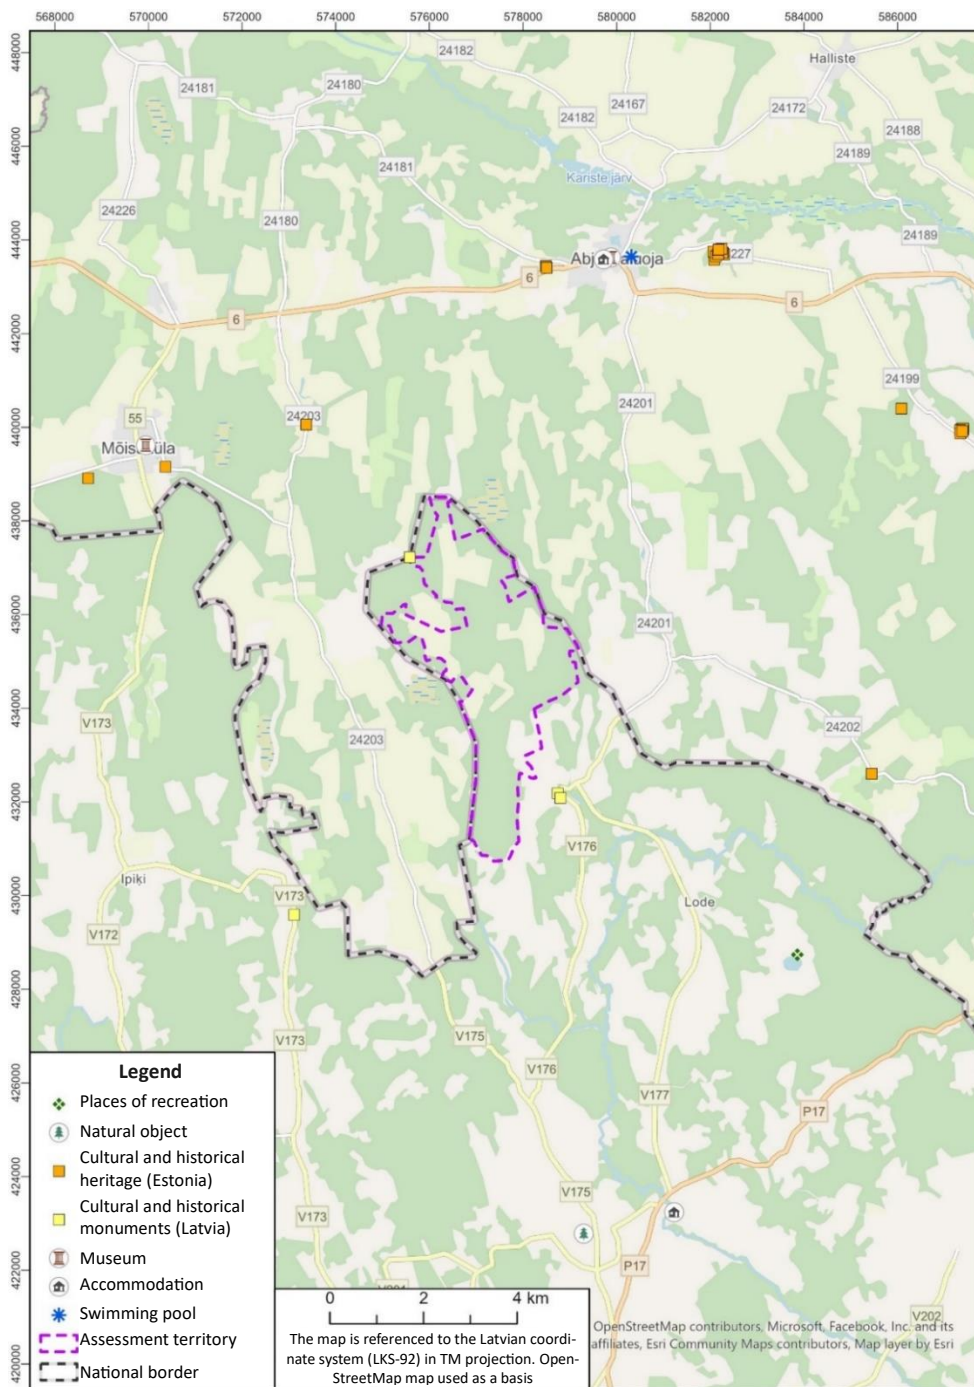 568000 570000 572000 574000 576000 578000 580000 582000 584000 586000
448000
446000
444000
442000
440000
438000
436000
434000
432000
430000
428000
426000
424000
422000
420000
24182
Halliste
24181
24180
24167
24182
24172
24188
24181
24189
Kariste järv
24226
24180
24189
227
6
6
6
24199
55
24203
24201
24201
24202
V173
24203
V176
Ipiķi
V173
Lode
V172
V173
V175
V176
V177
P17
V175
V173
P17
V202
Legend
Places of recreation
Natural object
Cultural and historical
heritage (Estonia)
Cultural and historical
monuments (Latvia)
Museum
Accommodation
Swimming pool
Assessment territory
National border
0 2 4 km
The map is referenced to the Latvian coordi-
nate system (LKS-92) in TM projection. Open-
StreetMap map used as a basis
OpenStreetMap contributors, Microsoft, Facebook, Inc. and its
affiliates, Esri Community Maps contributors, Map layer by Esri